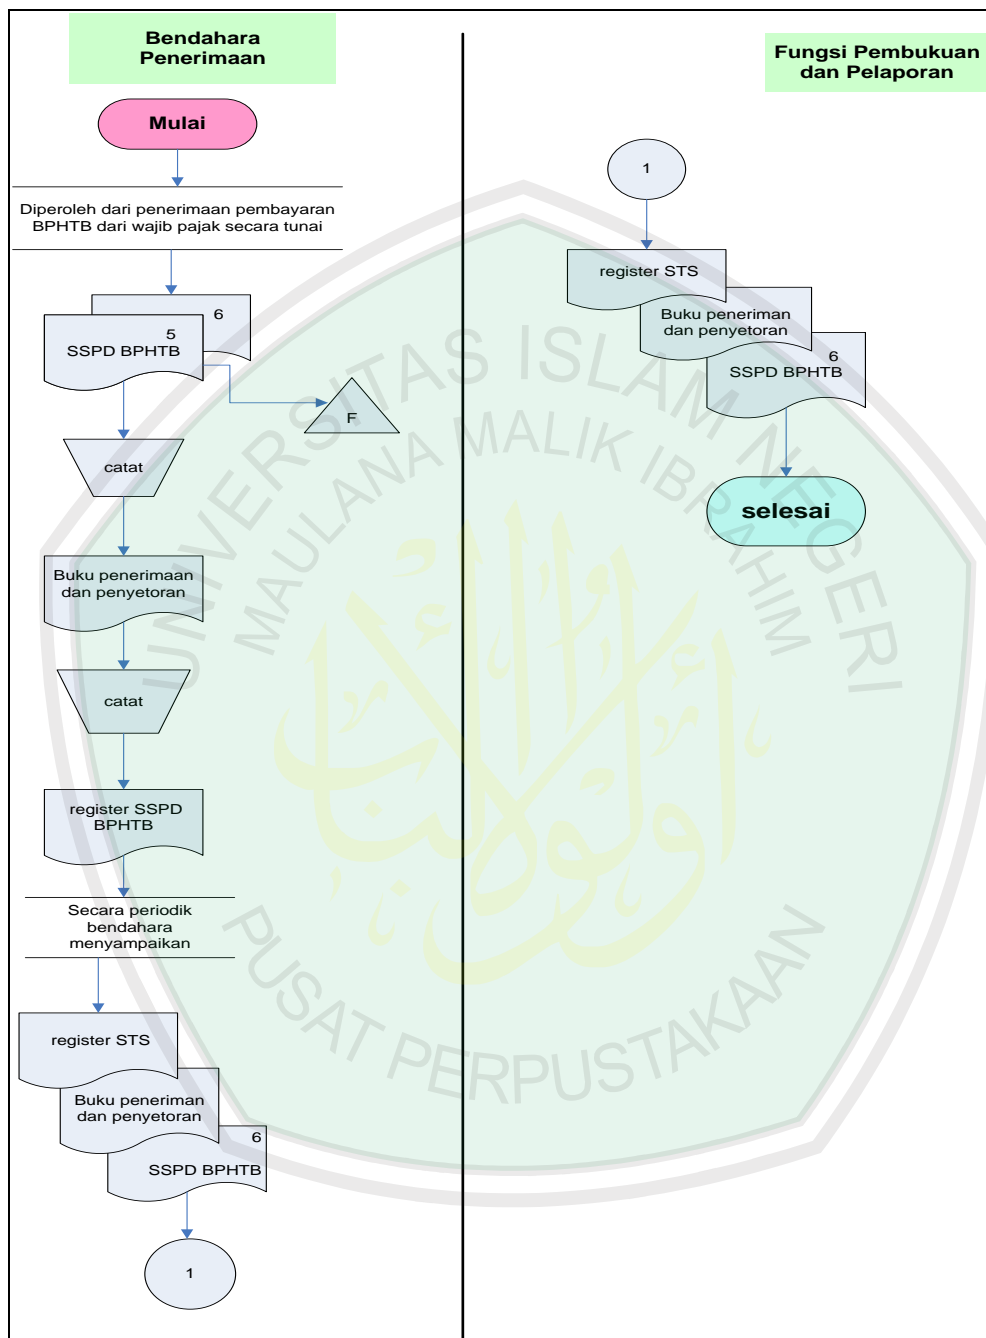 Bendahara
Penerimaan
Mulai
Diperoleh dari penerimaan pembayaran
BPHTB dari wajib pajak secara tunai
6
5
SSPD BPHTB
F
catat
Buku penerimaan
dan penyetoran
catat
register SSPD
BPHTB
Secara periodik
bendahara
menyampaikan
register STS
Buku peneriman
dan penyetoran
6
SSPD BPHTB
1
Fungsi Pembukuan
dan Pelaporan
1
register STS
Buku peneriman
dan penyetoran
6
SSPD BPHTB
selesai
UNIVERSITAS ISLAM NEGERI
MAULANA MALIK IBRAHIM
PUSAT PERPUSTAKAAN